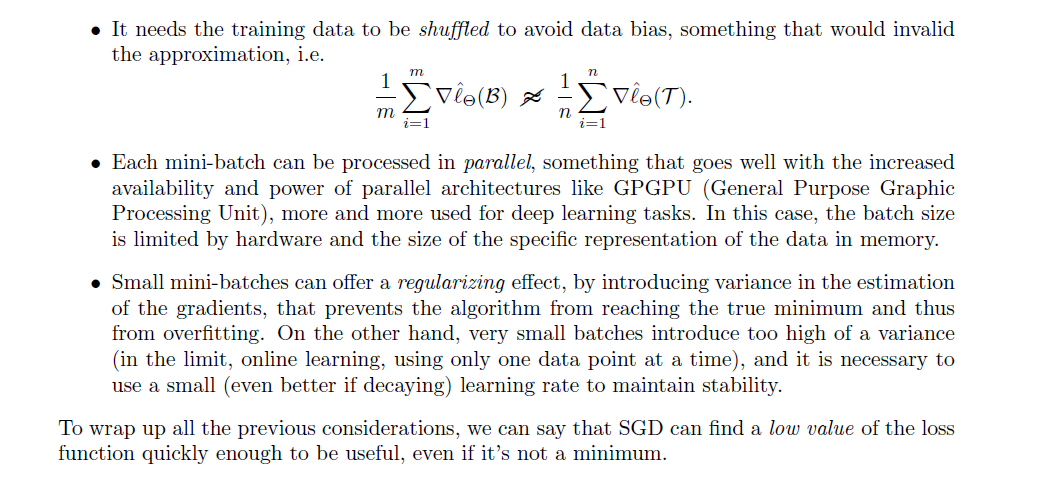 • It needs the training data to be shuffled to avoid data bias, something that would invalid
the approximation, i.e.
$\frac{1}{m}\sum_{i=1}^{m}\nabla\hat{\ell}_{\Theta}(\mathcal{B}) \not\approx \frac{1}{n}\sum_{i=1}^{n}\nabla\hat{\ell}_{\Theta}(\mathcal{T}).$
• Each mini-batch can be processed in parallel, something that goes well with the increased
availability and power of parallel architectures like GPGPU (General Purpose Graphic
Processing Unit), more and more used for deep learning tasks. In this case, the batch size
is limited by hardware and the size of the specific representation of the data in memory.
• Small mini-batches can offer a regularizing effect, by introducing variance in the estimation
of the gradients, that prevents the algorithm from reaching the true minimum and thus
from overfitting. On the other hand, very small batches introduce too high of a variance
(in the limit, online learning, using only one data point at a time), and it is necessary to
use a small (even better if decaying) learning rate to maintain stability.
To wrap up all the previous considerations, we can say that SGD can find a low value of the loss
function quickly enough to be useful, even if it's not a minimum.